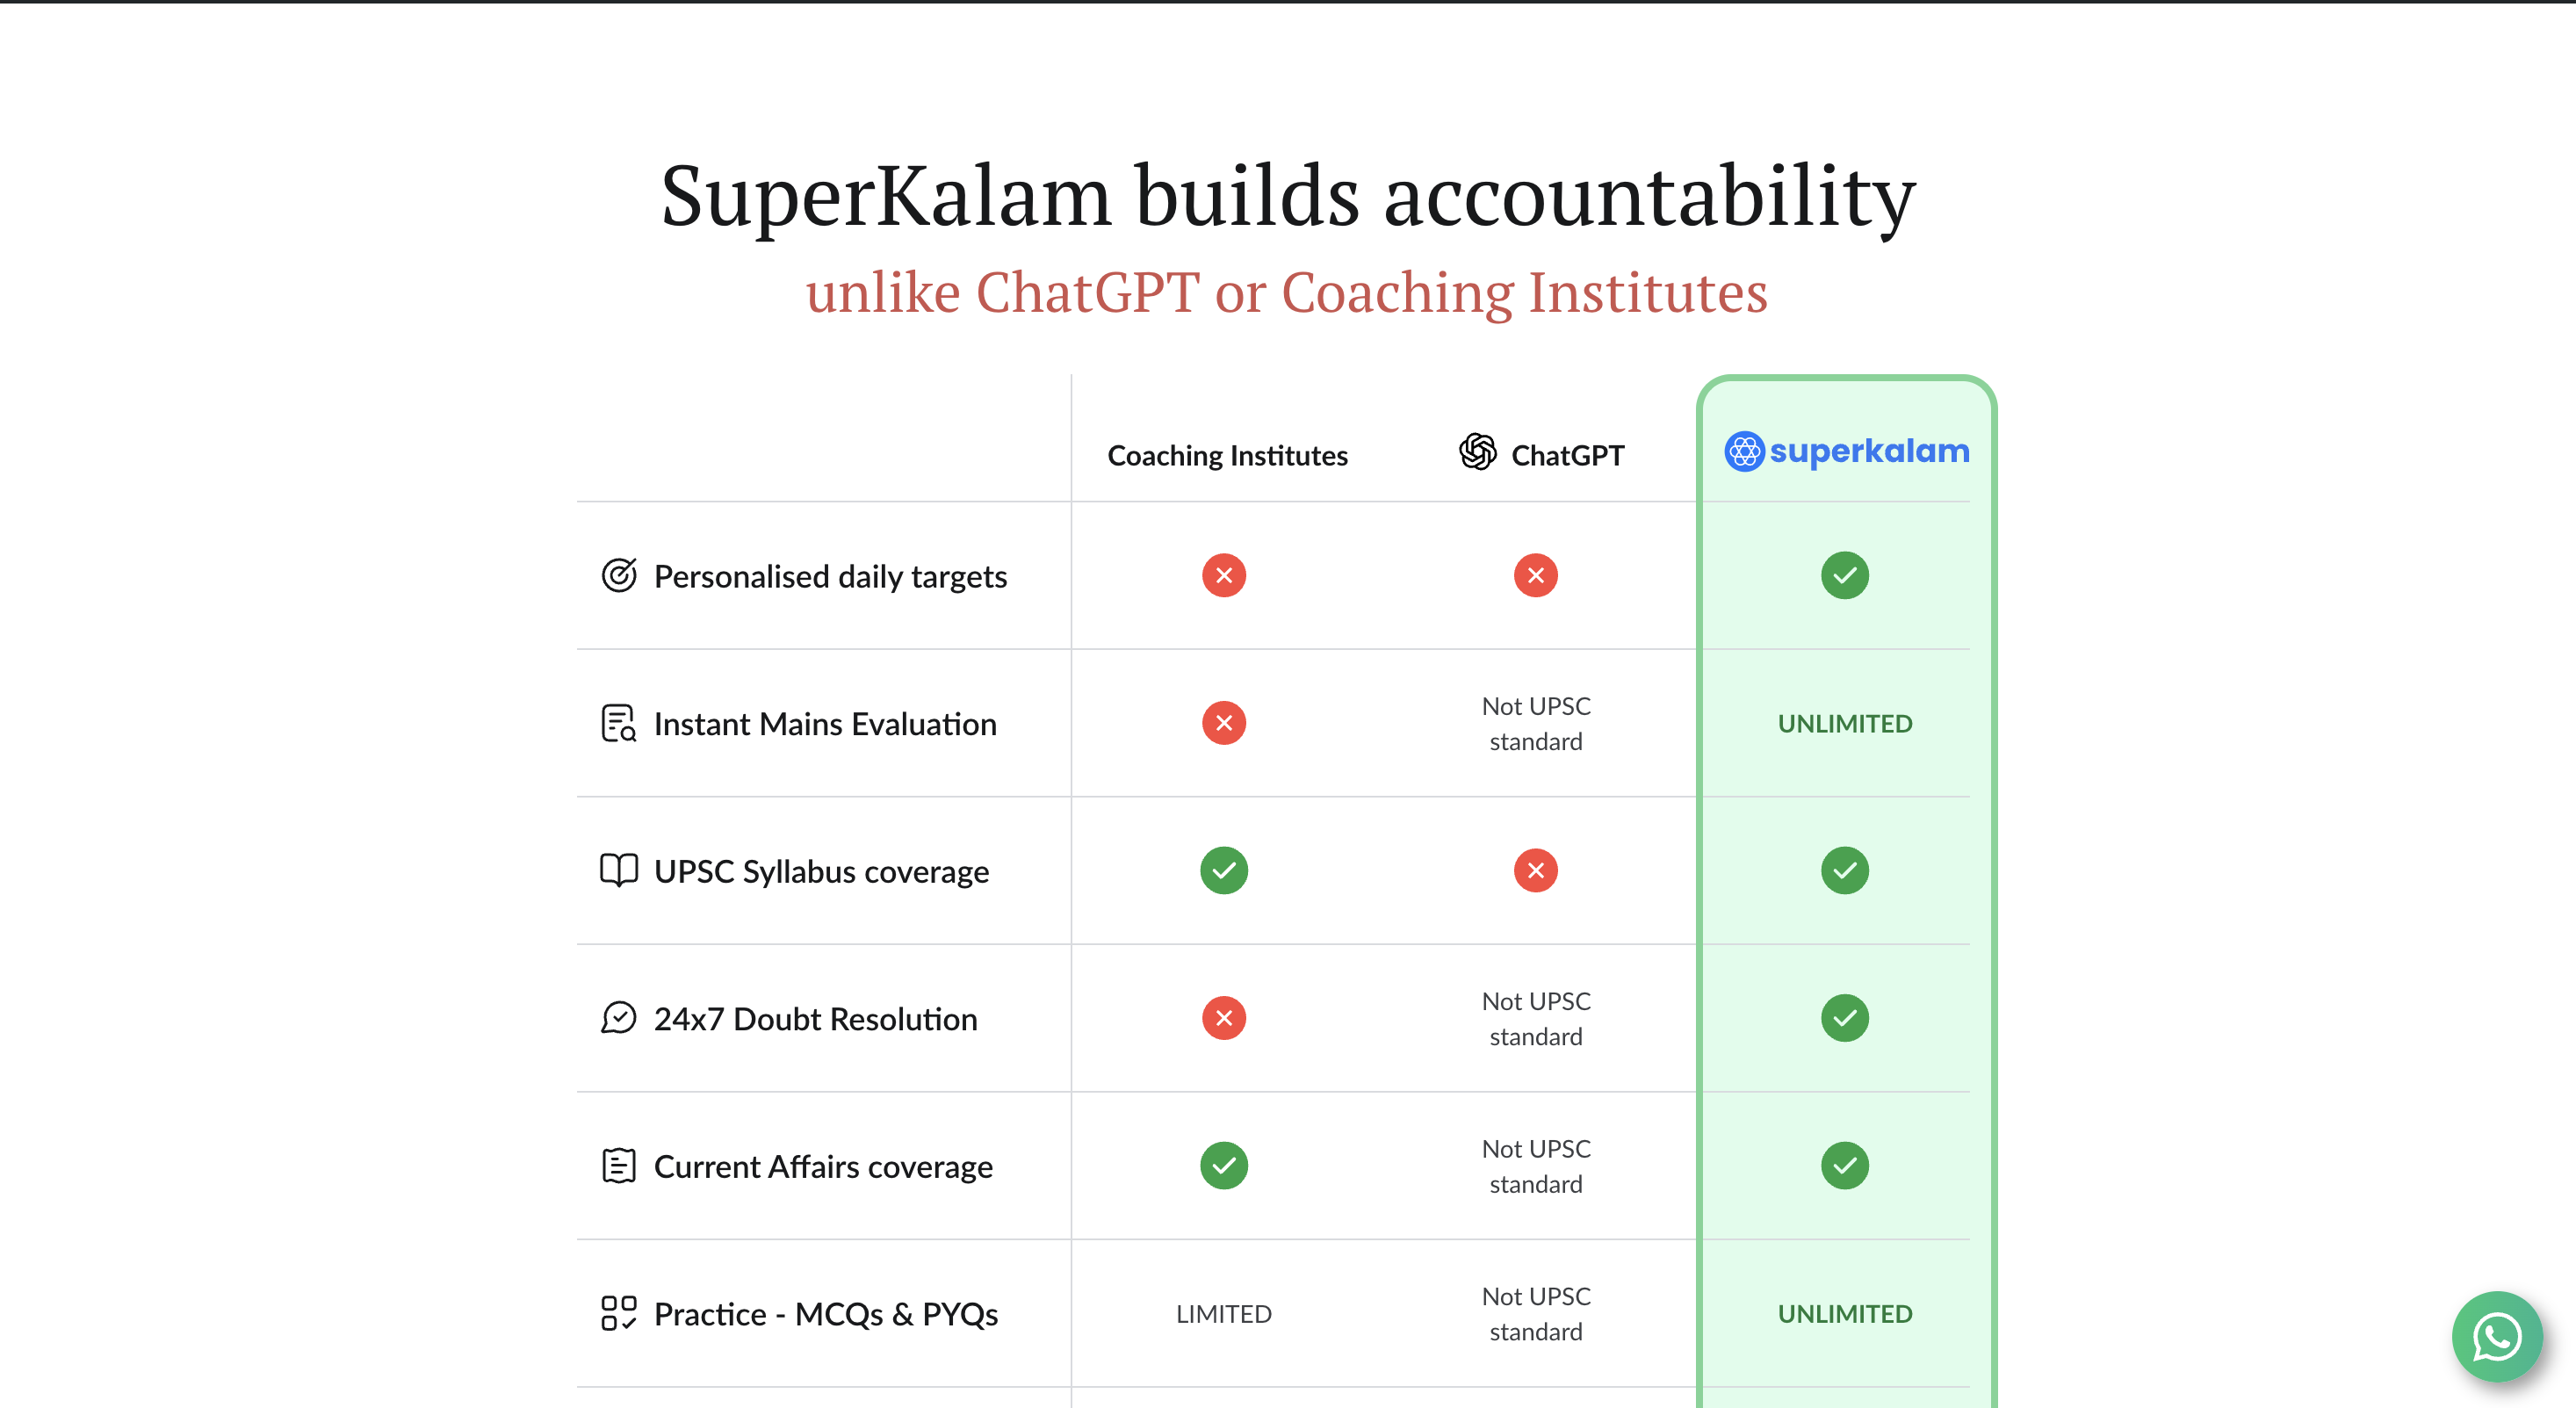 SuperKalam builds accountability
unlike ChatGPT or Coaching Institutes
Coaching Institutes
ChatGPT
superkalam
Personalised daily targets
Instant Mains Evaluation
Not UPSC
standard
UNLIMITED
UPSC Syllabus coverage
24x7 Doubt Resolution
Not UPSC
standard
Current Affairs coverage
Not UPSC
standard
Practice - MCQs & PYQs
LIMITED
Not UPSC
standard
UNLIMITED